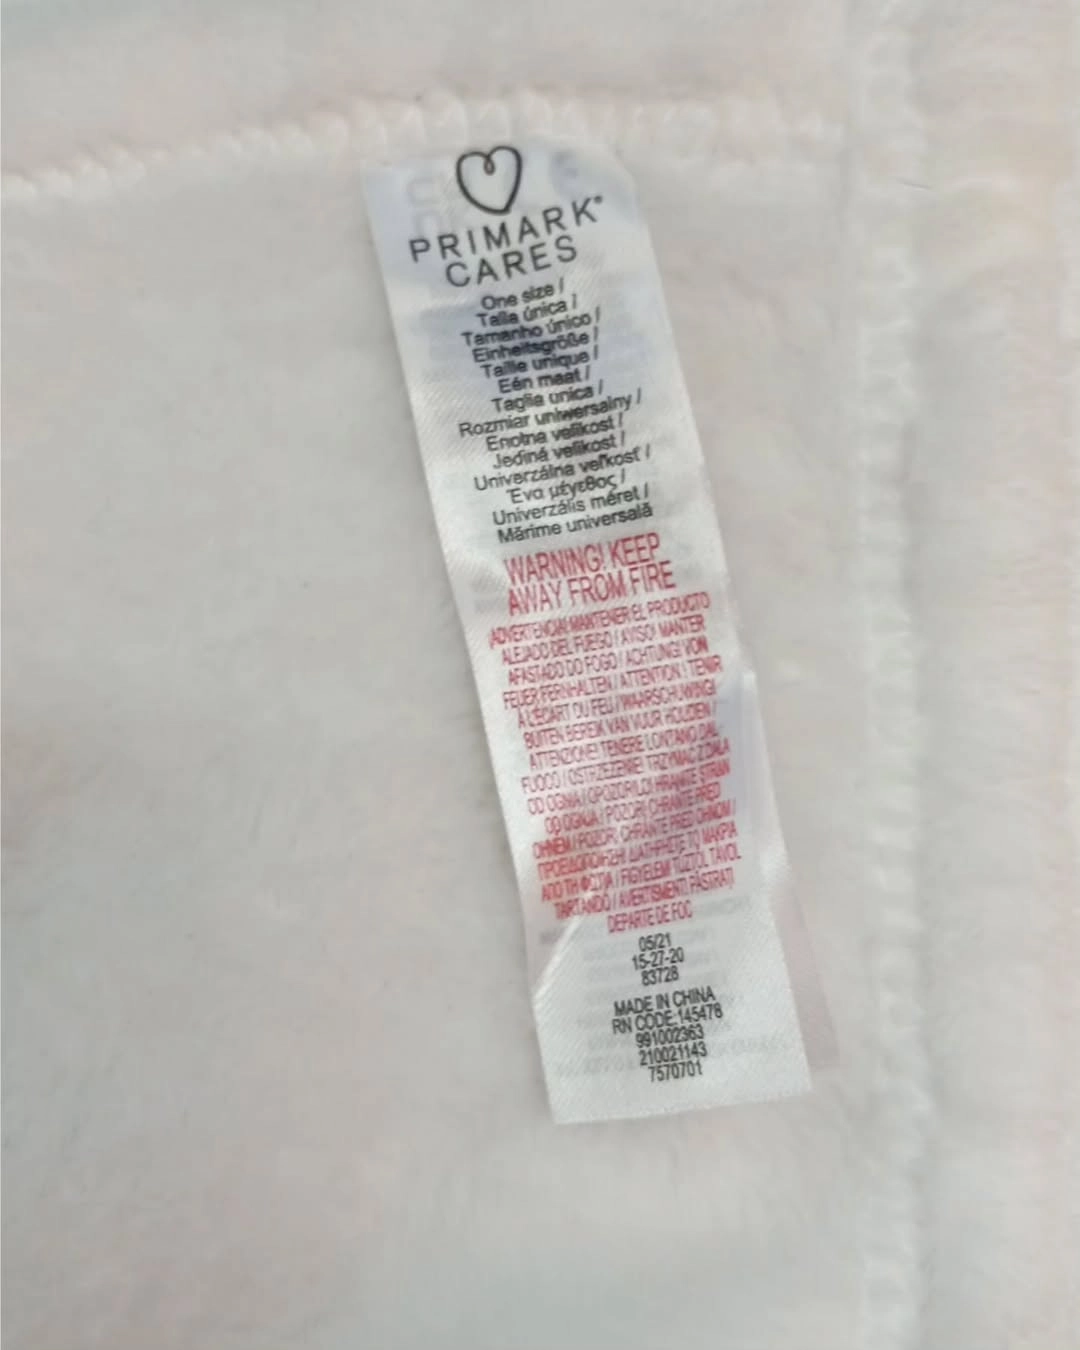 PRIMARK®
CARES
One size /
Talla única /
Tamanho único /
Einheitsgröße /
Taille unique /
Eén maat /
Taglia unica /
Rozmiar uniwersalny /
Enotna velikost /
Jediná velikost /
Univerzálna veľkosť /
Ένα μέγεθος /
Univerzális méret /
Mărime universală
WARNING! KEEP
AWAY FROM FIRE
¡ADVERTENCIA! MANTENER EL PRODUCTO
ALEJADO DEL FUEGO / AVISO! MANTER
AFASTADO DO FOGO / ACHTUNG! VON
FEUER FERNHALTEN / ATTENTION ! TENIR
À L'ÉCART DU FEU / WAARSCHUWING!
BUITEN BEREIK VAN VUUR HOUDEN /
ATTENZIONE! TENERE LONTANO DAL
FUOCO / OSTRZEŻENIE! TRZYMAĆ Z DALA
OD OGNIA / OPOZORILO! HRANITE STRAN
OD OGNJA / POZOR! CHRAŇTE PŘED
OHNĚM / POZOR! CHRÁŇTE PRED OHŇOM /
ΠΡΟΕΙΔΟΠΟΙΗΣΗ! ΔΙΑΤΗΡΗΣΤΕ ΤΟ ΜΑΚΡΙΑ
ΑΠΟ ΤΗ ΦΩΤΙΑ / FIGYELEM! TŰZTŐL TÁVOL
TARTANDÓ / AVERTISMENT! PĂSTRAȚI
DEPARTE DE FOC
05/21
15-27-20
83728
MADE IN CHINA
RN CODE:145478
991002363
210021143
7570701